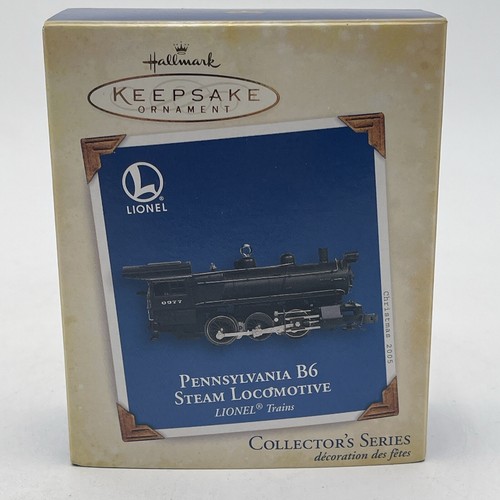 Hallmark
KEEPSAKE
ORNAMENT
L
LIONEL®
0977
Christmas 2005
PENNSYLVANIA B6
STEAM LOCOMOTIVE
LIONEL® Trains
COLLECTOR'S SERIES
décoration des fêtes